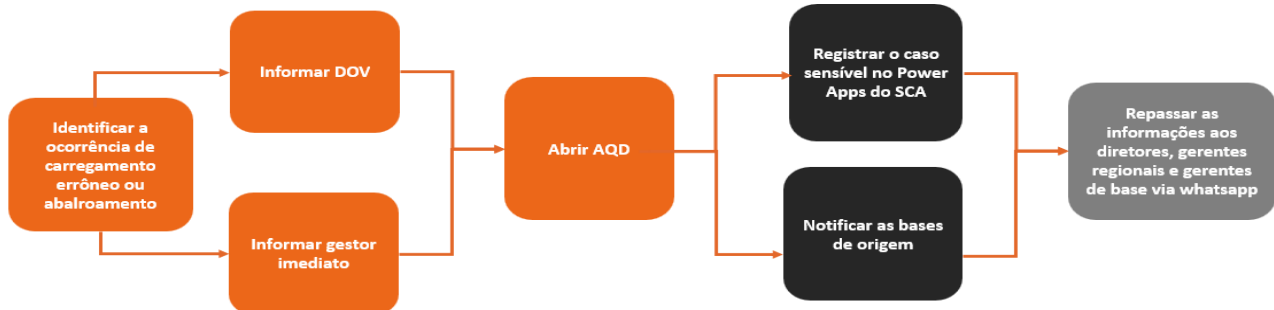 Identificar a
ocorrência de
carregamento
errôneo ou
abalroamento
Informar DOV
Informar gestor
imediato
Abrir AQD
Registrar o caso
sensível no Power
Apps do SCA
Notificar as bases
de origem
Repassar as
informações aos
diretores, gerentes
regionais e gerentes
de base via whatsapp